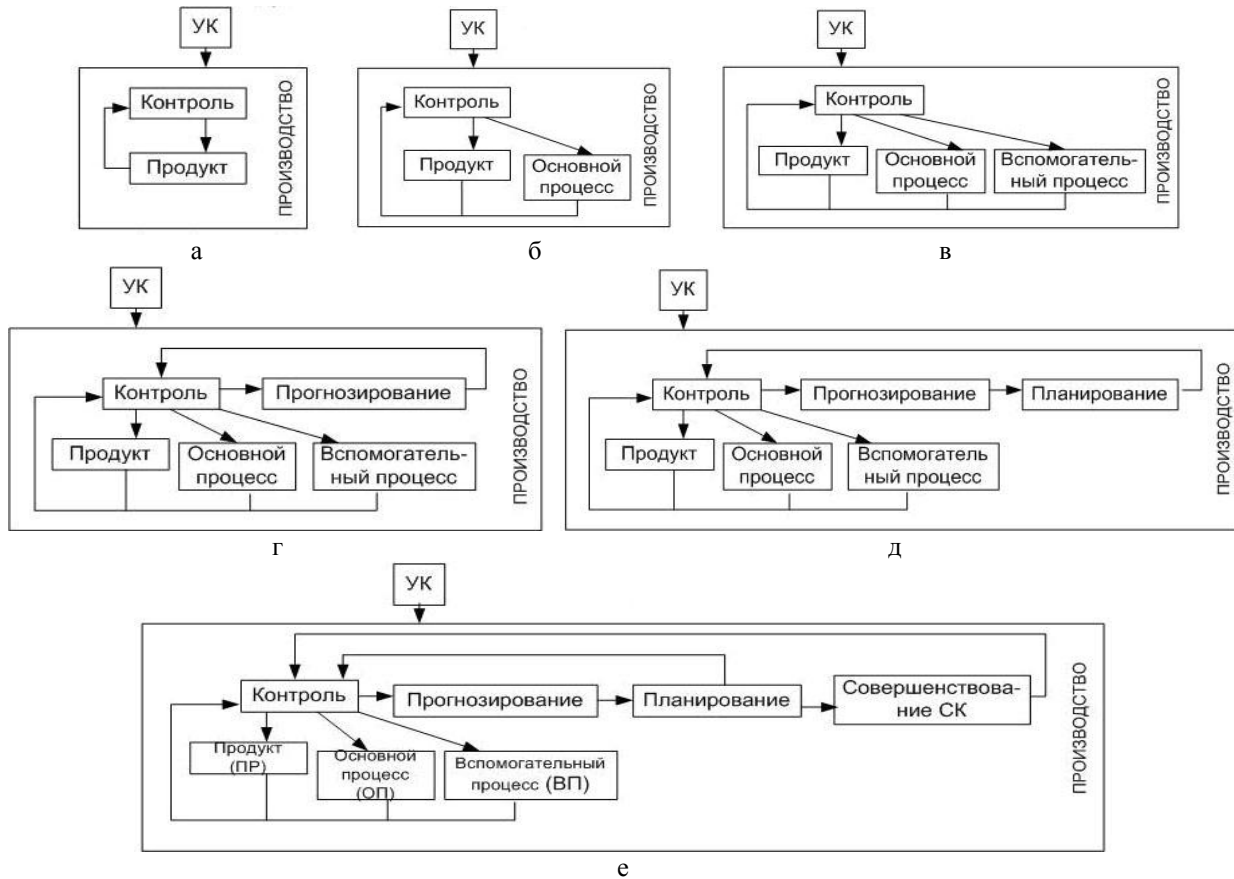 УК
Контроль
Продукт
ПРОИЗВОДСТВО
а
УК
Контроль
Продукт
Основной
процесс
ПРОИЗВОДСТВО
б
УК
Контроль
Продукт
Основной
процесс
Вспомогатель-
ный процесс
ПРОИЗВОДСТВО
в
УК
Контроль
Прогнозирование
Продукт
Основной
процесс
Вспомогатель-
ный процесс
ПРОИЗВОДСТВО
г
УК
Контроль
Прогнозирование
Планирование
Продукт
Основной
процесс
Вспомогатель
ный процесс
ПРОИЗВОДСТВО
д
УК
Контроль
Прогнозирование
Планирование
Совершенствова-
ние СК
Продукт
(ПР)
Основной
процесс
(ОП)
Вспомогательный
процесс (ВП)
ПРОИЗВОДСТВО
е